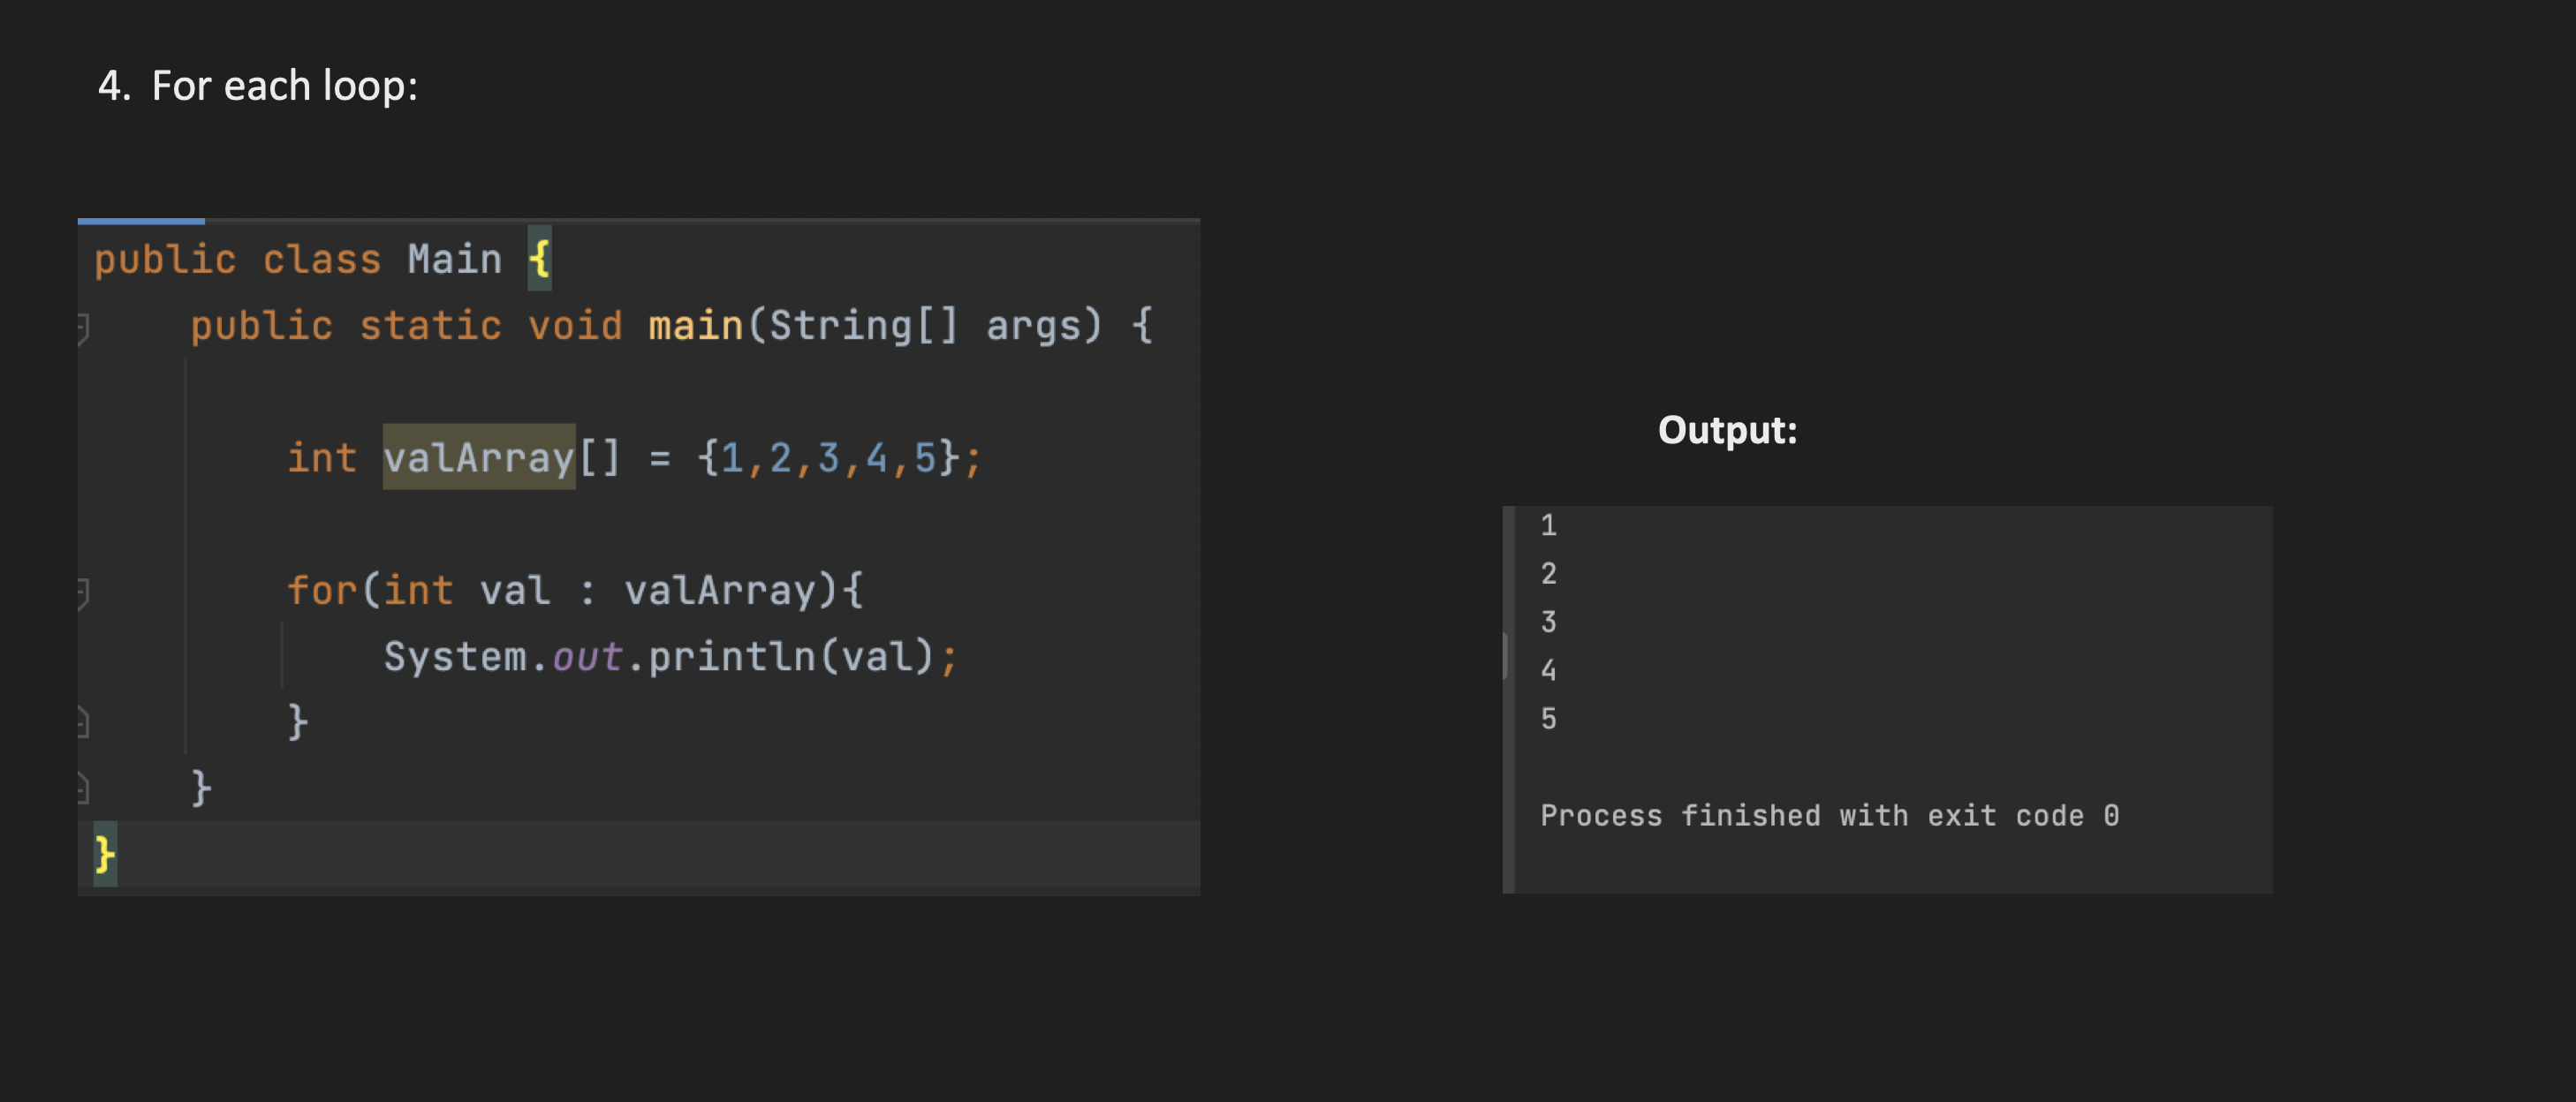 4. For each loop:
public class Main {
public static void main(String[] args) {
int valArray[] = {1,2,3,4,5};
for(int val : valArray){
System.out.println(val);
}
}
}
Output:
1
2
3
4
5
Process finished with exit code 0